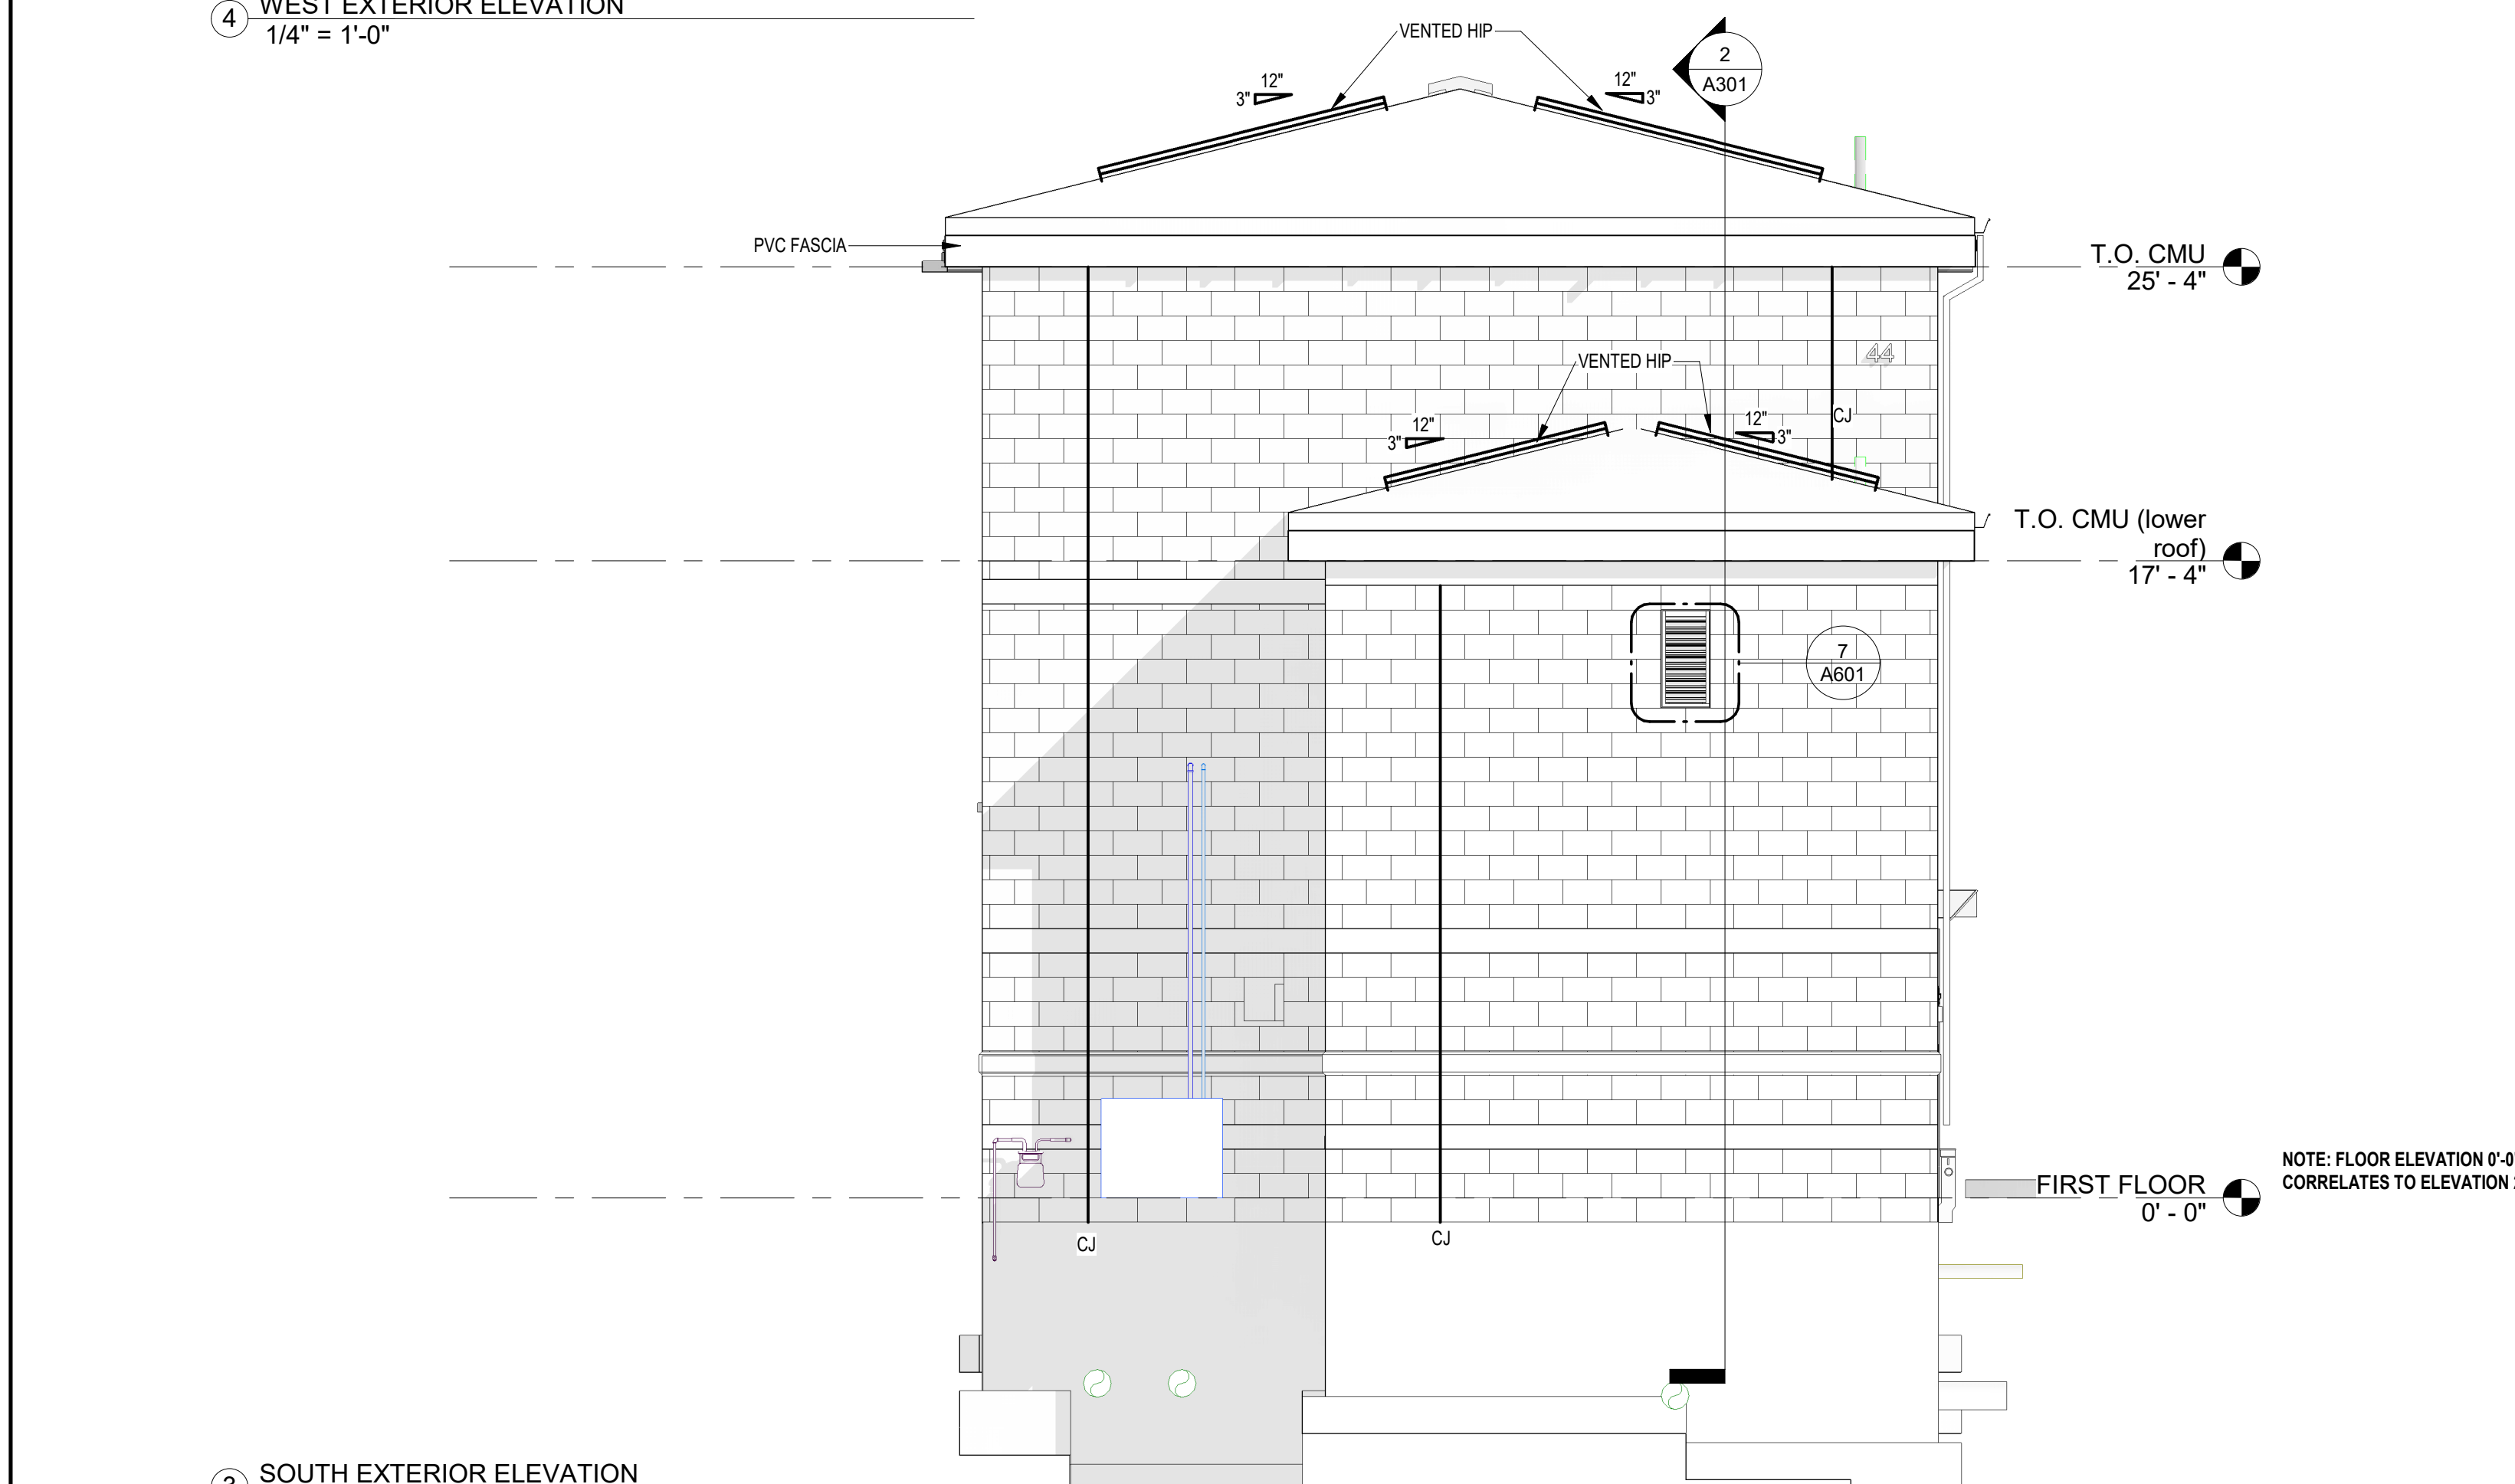 4
WEST EXTERIOR ELEVATION
1/4" = 1'-0"
VENTED HIP
2
A301
12"
3"
12"
3"
PVC FASCIA
T.O. CMU
25' - 4"
44
VENTED HIP
12"
3"
12"
3"
CJ
T.O. CMU (lower
roof)
17' - 4"
7
A601
NOTE: FLOOR ELEVATION 0'-0"
CORRELATES TO ELEVATION
FIRST FLOOR
0' - 0"
CJ
CJ
3
SOUTH EXTERIOR ELEVATION